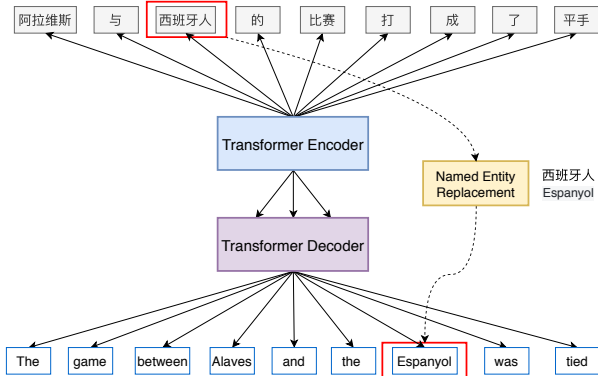 阿拉维斯 与 西班牙人 的 比赛 打 成 了 平手
Transformer Encoder
Named Entity
Replacement
西班牙人
Espanyol
Transformer Decoder
The game between Alaves and the Espanyol was tied